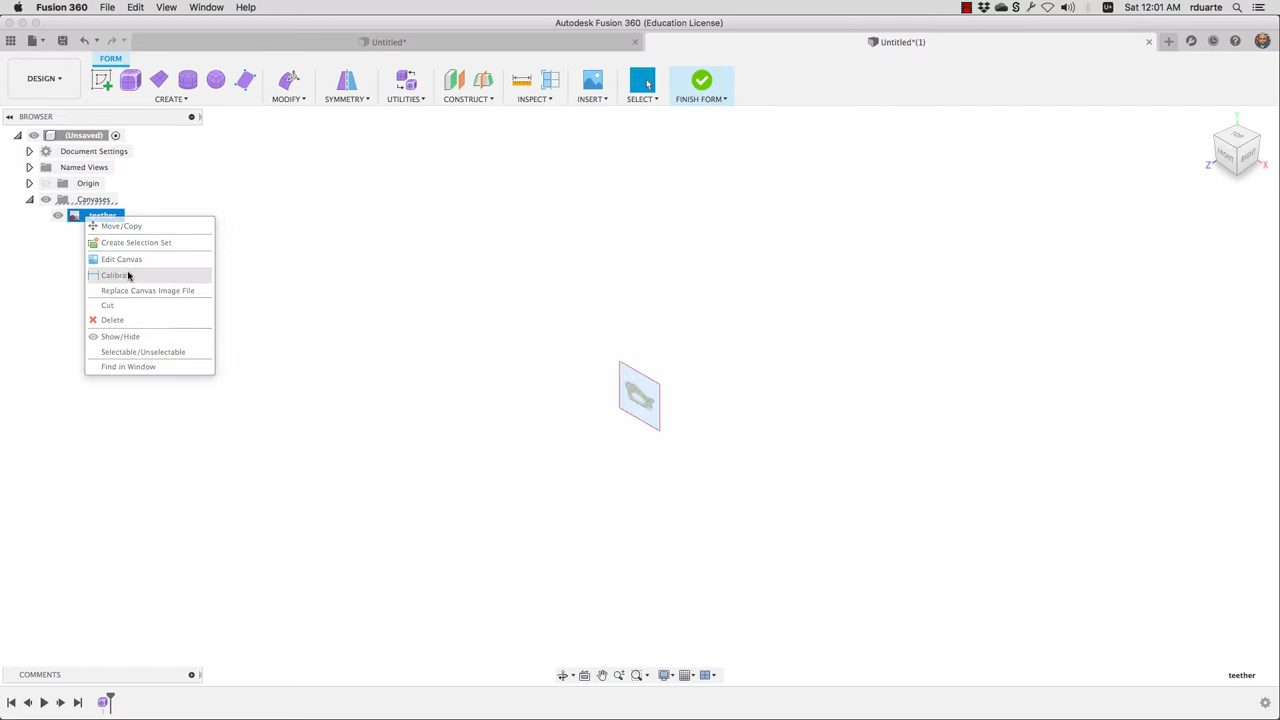 Fusion 360 File Edit View Window Help Sat 12:01 AM rduarte
Autodesk Fusion 360 (Education License)
Untitled* Untitled*(1)
FORM
DESIGN
CREATE MODIFY SYMMETRY UTILITIES CONSTRUCT INSPECT INSERT SELECT FINISH FORM
BROWSER
(Unsaved)
Document Settings
Named Views
Origin
Canvases
teether
Move/Copy
Create Selection Set
Edit Canvas
Replace Canvas Image File
Cut
Delete
Show/Hide
Selectable/Unselectable
Find in Window
TOP
FRONT
RIGHT
Y
Z
X
COMMENTS
teether